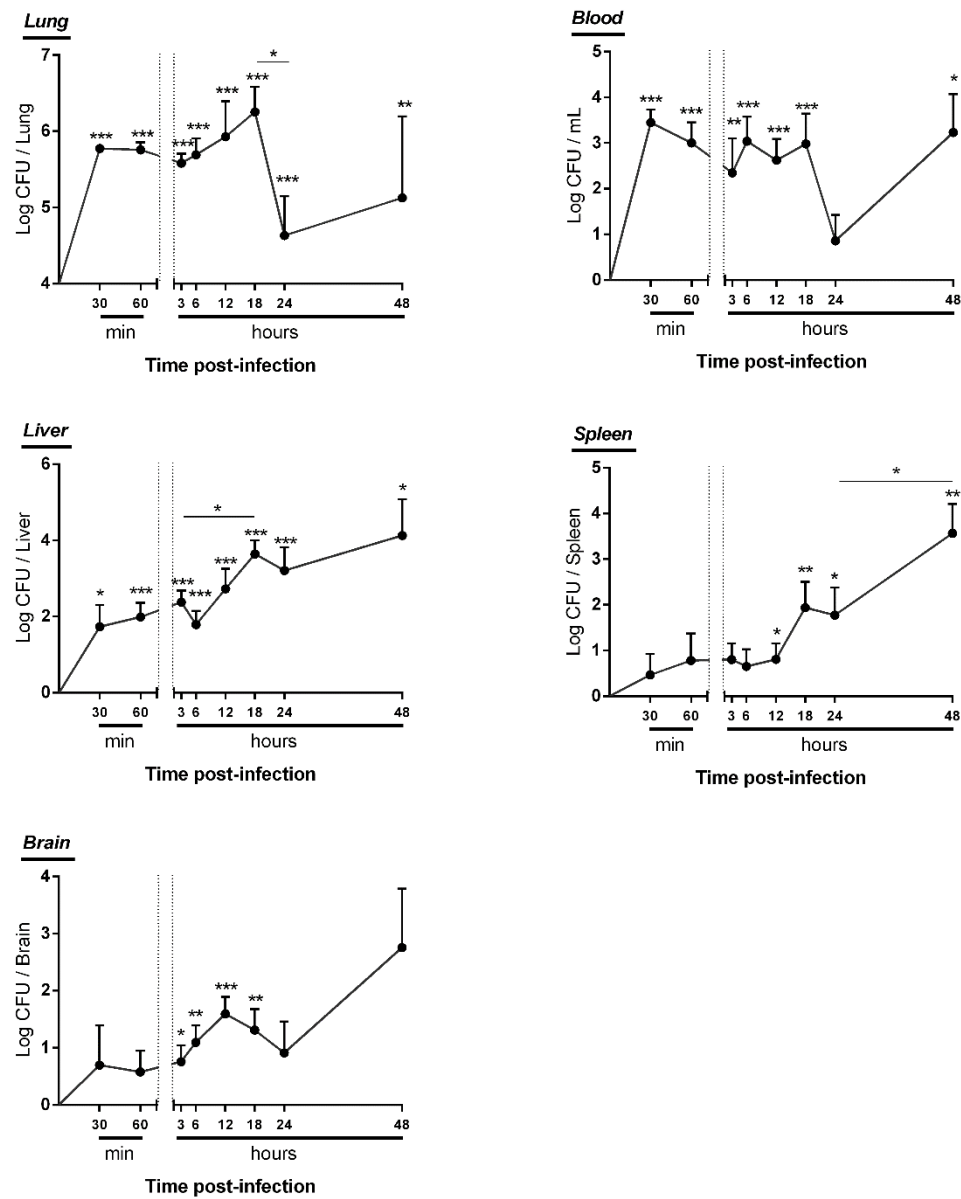 Lung
Log CFU / Lung
7
6
5
4
*
*** *** *** *** *** *** *** **
30 60 3 6 12 18 24 48
min hours
Time post-infection
Blood
Log CFU / mL
5
4
3
2
1
0
*** *** ** *** *** *** *
30 60 3 6 12 18 24 48
min hours
Time post-infection
Liver
Log CFU / Liver
6
4
2
0
*
* *** *** *** *** *** *** *
30 60 3 6 12 18 24 48
min hours
Time post-infection
Spleen
Log CFU / Spleen
5
4
3
2
1
0
*
* ** * **
30 60 3 6 12 18 24 48
min hours
Time post-infection
Brain
Log CFU / Brain
4
3
2
1
0
* ** *** **
30 60 3 6 12 18 24 48
min hours
Time post-infection